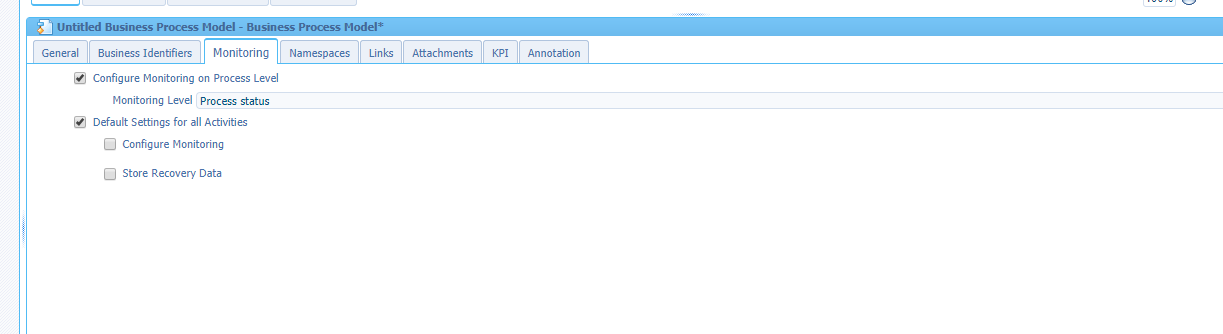 100%
Untitled Business Process Model - Business Process Model*
General Business Identifiers Monitoring Namespaces Links Attachments KPI Annotation
Configure Monitoring on Process Level
Monitoring Level Process status
Default Settings for all Activities
Configure Monitoring
Store Recovery Data